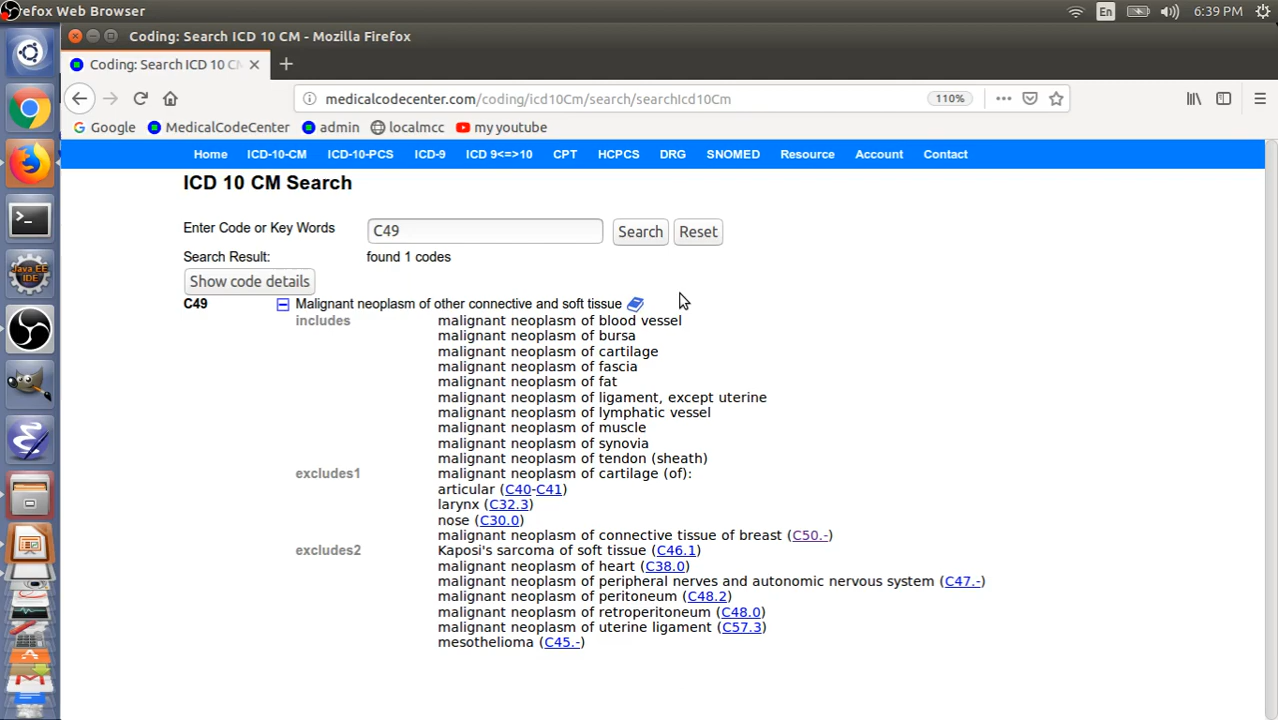 refox Web Browser
En
6:39 PM
Coding: Search ICD 10 CM - Mozilla Firefox
Coding: Search ICD 10 CM
medicalcodecenter.com/coding/icd10Cm/search/searchIcd10Cm
110%
Google MedicalCodeCenter admin localmcc my youtube
Home ICD-10-CM ICD-10-PCS ICD-9 ICD 9<=>10 CPT HCPCS DRG SNOMED Resource Account Contact
ICD 10 CM Search
Enter Code or Key Words C49 Search Reset
Search Result: found 1 codes
Show code details
C49 Malignant neoplasm of other connective and soft tissue
includes malignant neoplasm of blood vessel
malignant neoplasm of bursa
malignant neoplasm of cartilage
malignant neoplasm of fascia
malignant neoplasm of fat
malignant neoplasm of ligament, except uterine
malignant neoplasm of lymphatic vessel
malignant neoplasm of muscle
malignant neoplasm of synovia
malignant neoplasm of tendon (sheath)
excludes1 malignant neoplasm of cartilage (of):
articular (C40-C41)
larynx (C32.3)
nose (C30.0)
malignant neoplasm of connective tissue of breast (C50.-)
excludes2 Kaposi's sarcoma of soft tissue (C46.1)
malignant neoplasm of heart (C38.0)
malignant neoplasm of peripheral nerves and autonomic nervous system (C47.-)
malignant neoplasm of peritoneum (C48.2)
malignant neoplasm of retroperitoneum (C48.0)
malignant neoplasm of uterine ligament (C57.3)
mesothelioma (C45.-)
Java EE
IDE